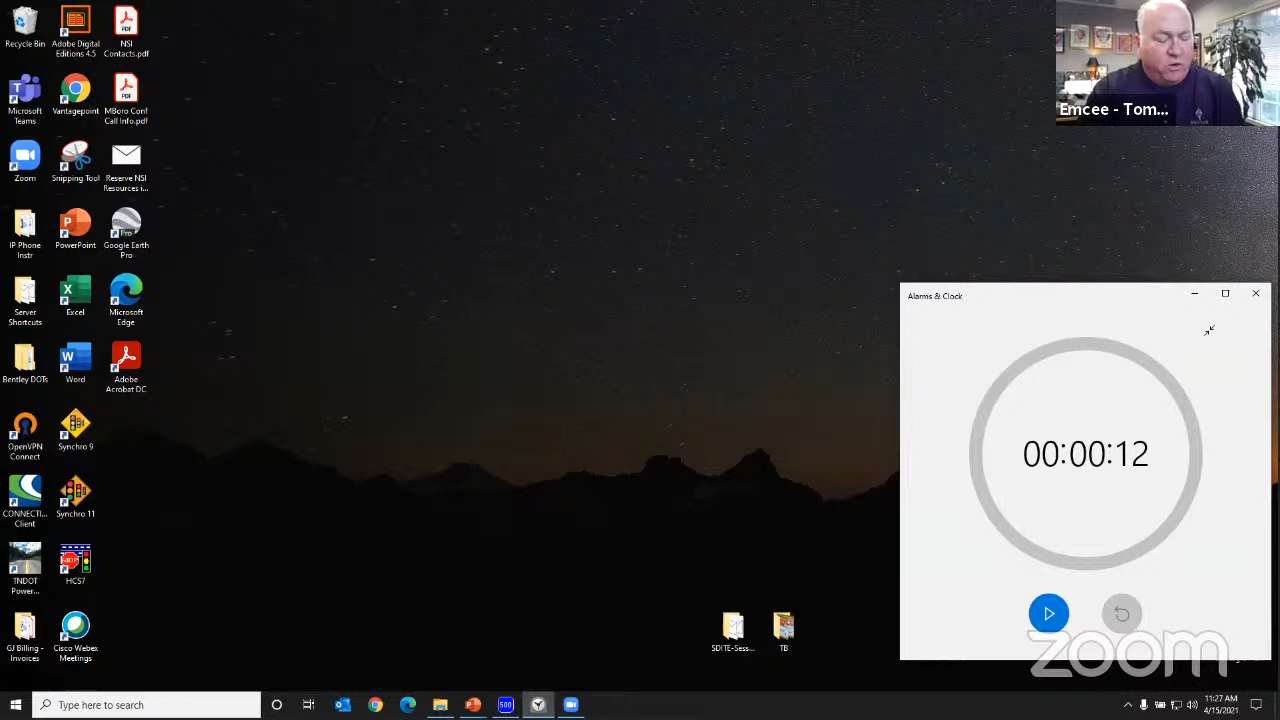 Recycle Bin
Adobe Digital
Editions 4.5
NSI
Contacts.pdf
Microsoft
Teams
Vantagepoint
MBoro Conf
Call Info.pdf
Zoom
Snipping Tool
Reserve NSI
Resources i...
IP Phone
Instr
PowerPoint
Google Earth
Pro
Server
Shortcuts
Excel
Microsoft
Edge
Bentley DOTs
Word
Adobe
Acrobat DC
OpenVPN
Connect
Synchro 9
CONNECTI...
Client
Synchro 11
TNDOT
Power...
HCS7
GJ Billing -
Invoices
Cisco Webex
Meetings
SDITE-Sess...
TB
Emcee - Tom...
Alarms & Clock
00:00:12
zoom
Type here to search
500
11:27 AM
4/15/2021